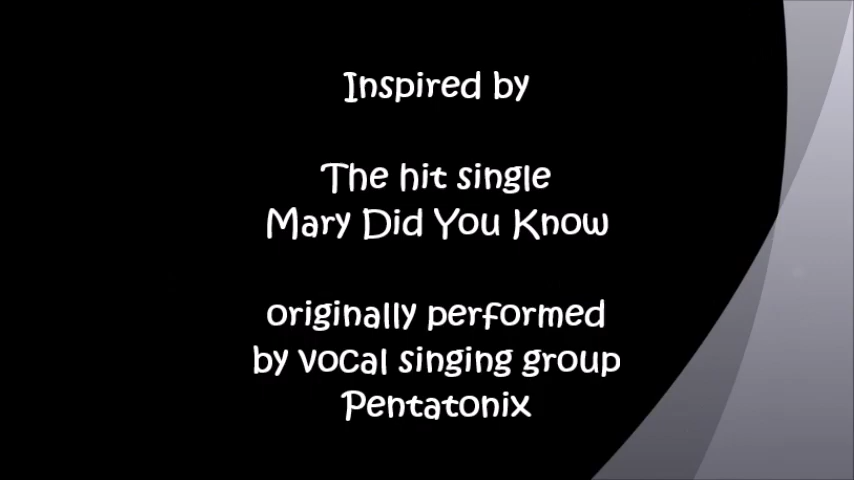 Inspired by
The hit single
Mary Did You Know
originally performed
by vocal singing group
Pentatonix